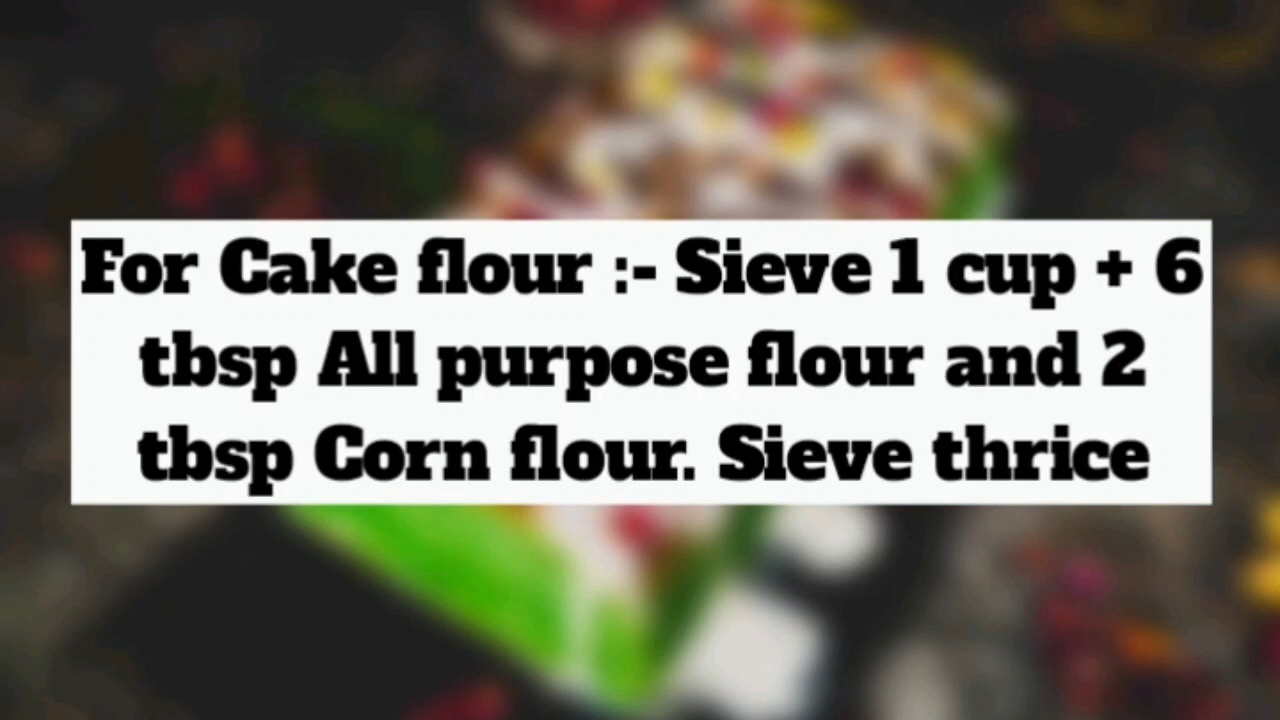 For Cake flour :- Sieve 1 cup + 6
tbsp All purpose flour and 2
tbsp Corn flour. Sieve thrice